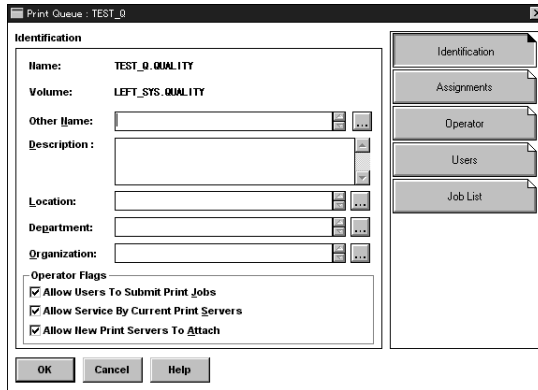 Print Queue : TEST_Q
Identification
Name: TEST_Q.QUALITY
Volume: LEFT_SYS.QUALITY
Other Name:
...
Description :
Location:
...
Department:
...
Organization:
...
Operator Flags
Allow Users To Submit Print Jobs
Allow Service By Current Print Servers
Allow New Print Servers To Attach
OK Cancel Help
Identification
Assignments
Operator
Users
Job List